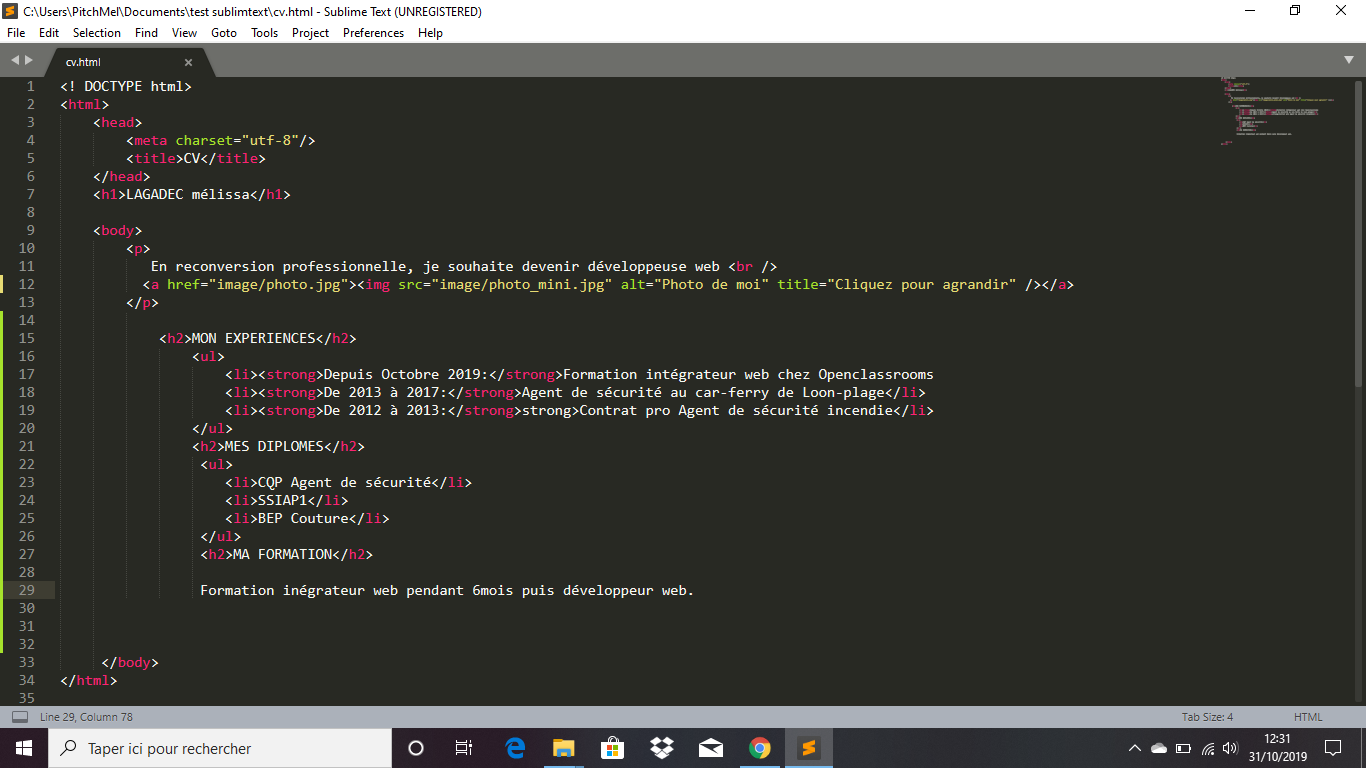 C:\Users\PitchMel\Documents\test sublimtext\cv.html - Sublime Text (UNREGISTERED)
File Edit Selection Find View Goto Tools Project Preferences Help
cv.html
1 <! DOCTYPE html>
2 <html>
3 <head>
4 <meta charset="utf-8"/>
5 <title>CV</title>
6 </head>
7 <h1>LAGADEC mélissa</h1>
8
9 <body>
10 <p>
11 En reconversion professionnelle, je souhaite devenir développeuse web <br />
12 <a href="image/photo.jpg"><img src="image/photo_mini.jpg" alt="Photo de moi" title="Cliquez pour agrandir" /></a>
13 </p>
14
15 <h2>MON EXPERIENCES</h2>
16 <ul>
17 <li><strong>Depuis Octobre 2019:</strong>Formation intégrateur web chez Openclassrooms
18 <li><strong>De 2013 à 2017:</strong>Agent de sécurité au car-ferry de Loon-plage</li>
19 <li><strong>De 2012 à 2013:</strong>strong>Contrat pro Agent de sécurité incendie</li>
20 </ul>
21 <h2>MES DIPLOMES</h2>
22 <ul>
23 <li>CQP Agent de sécurité</li>
24 <li>SSIAP1</li>
25 <li>BEP Couture</li>
26 </ul>
27 <h2>MA FORMATION</h2>
28
29 Formation inégrateur web pendant 6mois puis développeur web.
30
31
32
33 </body>
34 </html>
35
Line 29, Column 78 Tab Size: 4 HTML
Taper ici pour rechercher
12:31
31/10/2019